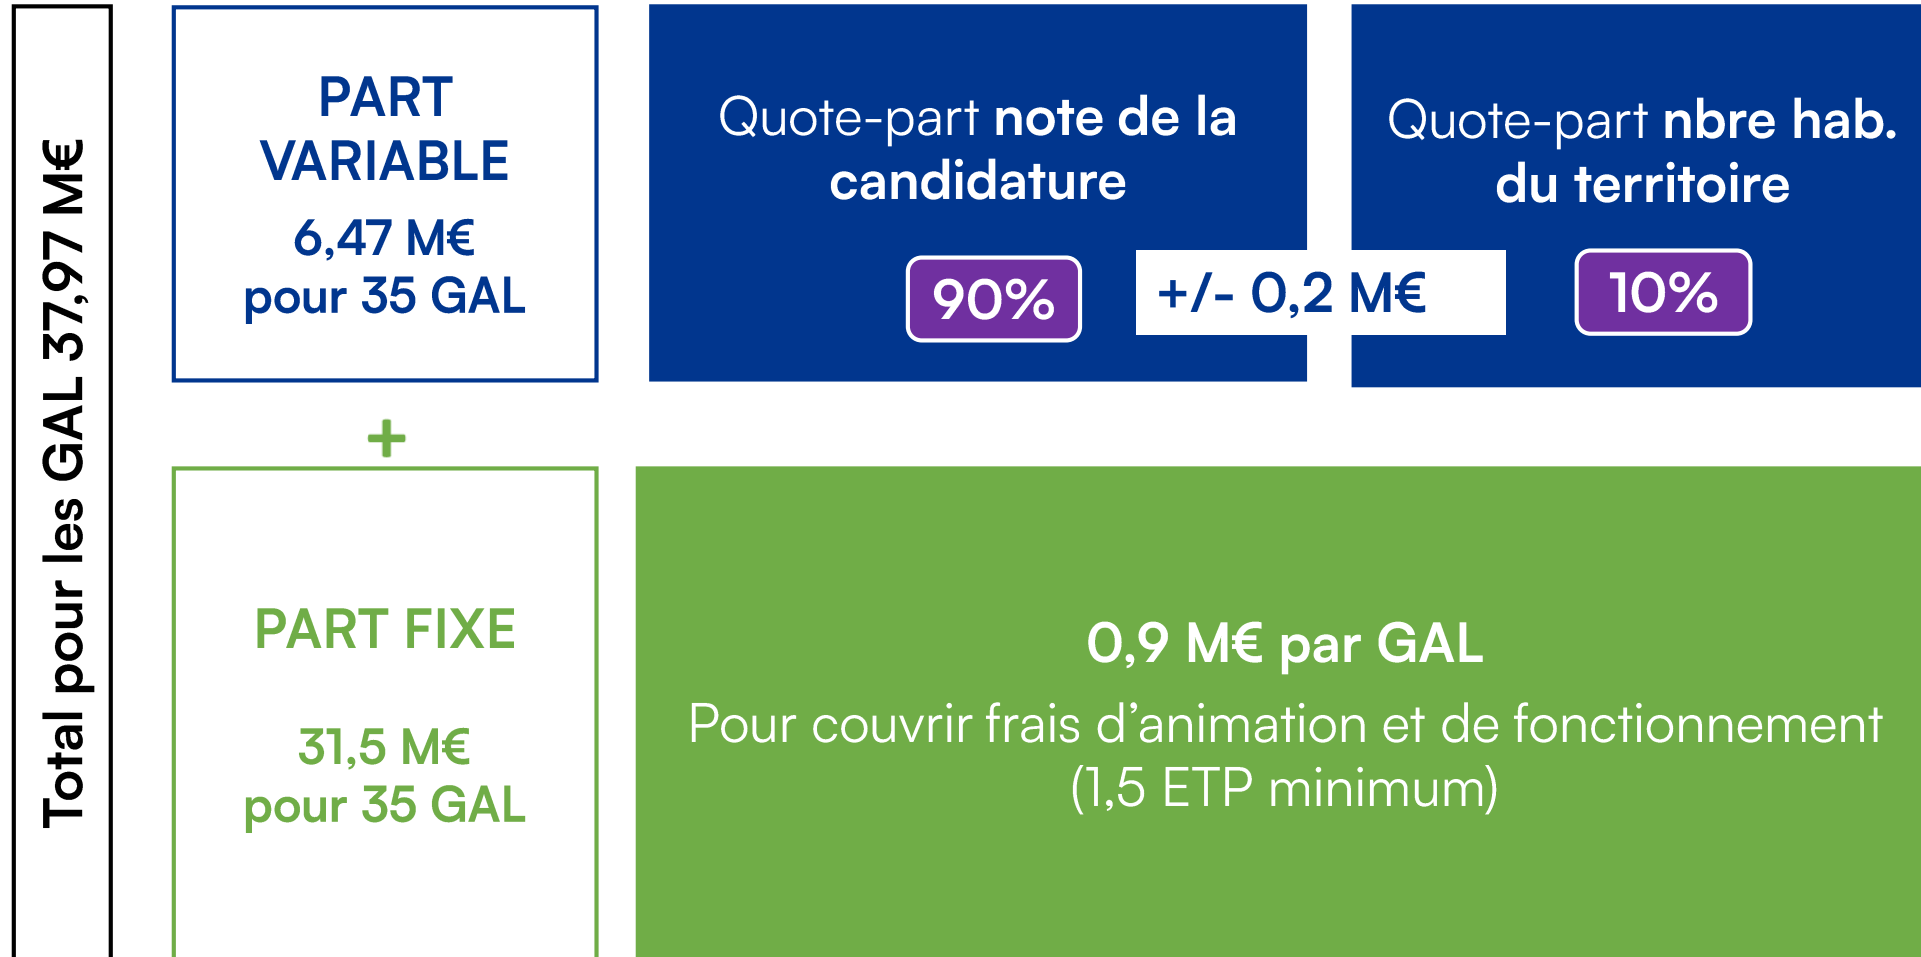 Total pour les GAL 37,97 M€
PART
VARIABLE
6,47 M€
pour 35 GAL
Quote-part note de la
candidature
90%
+/- 0,2 M€
Quote-part nbre hab.
du territoire
10%
+
PART FIXE
31,5 M€
pour 35 GAL
0,9 M€ par GAL
Pour couvrir frais d’animation et de fonctionnement
(1,5 ETP minimum)